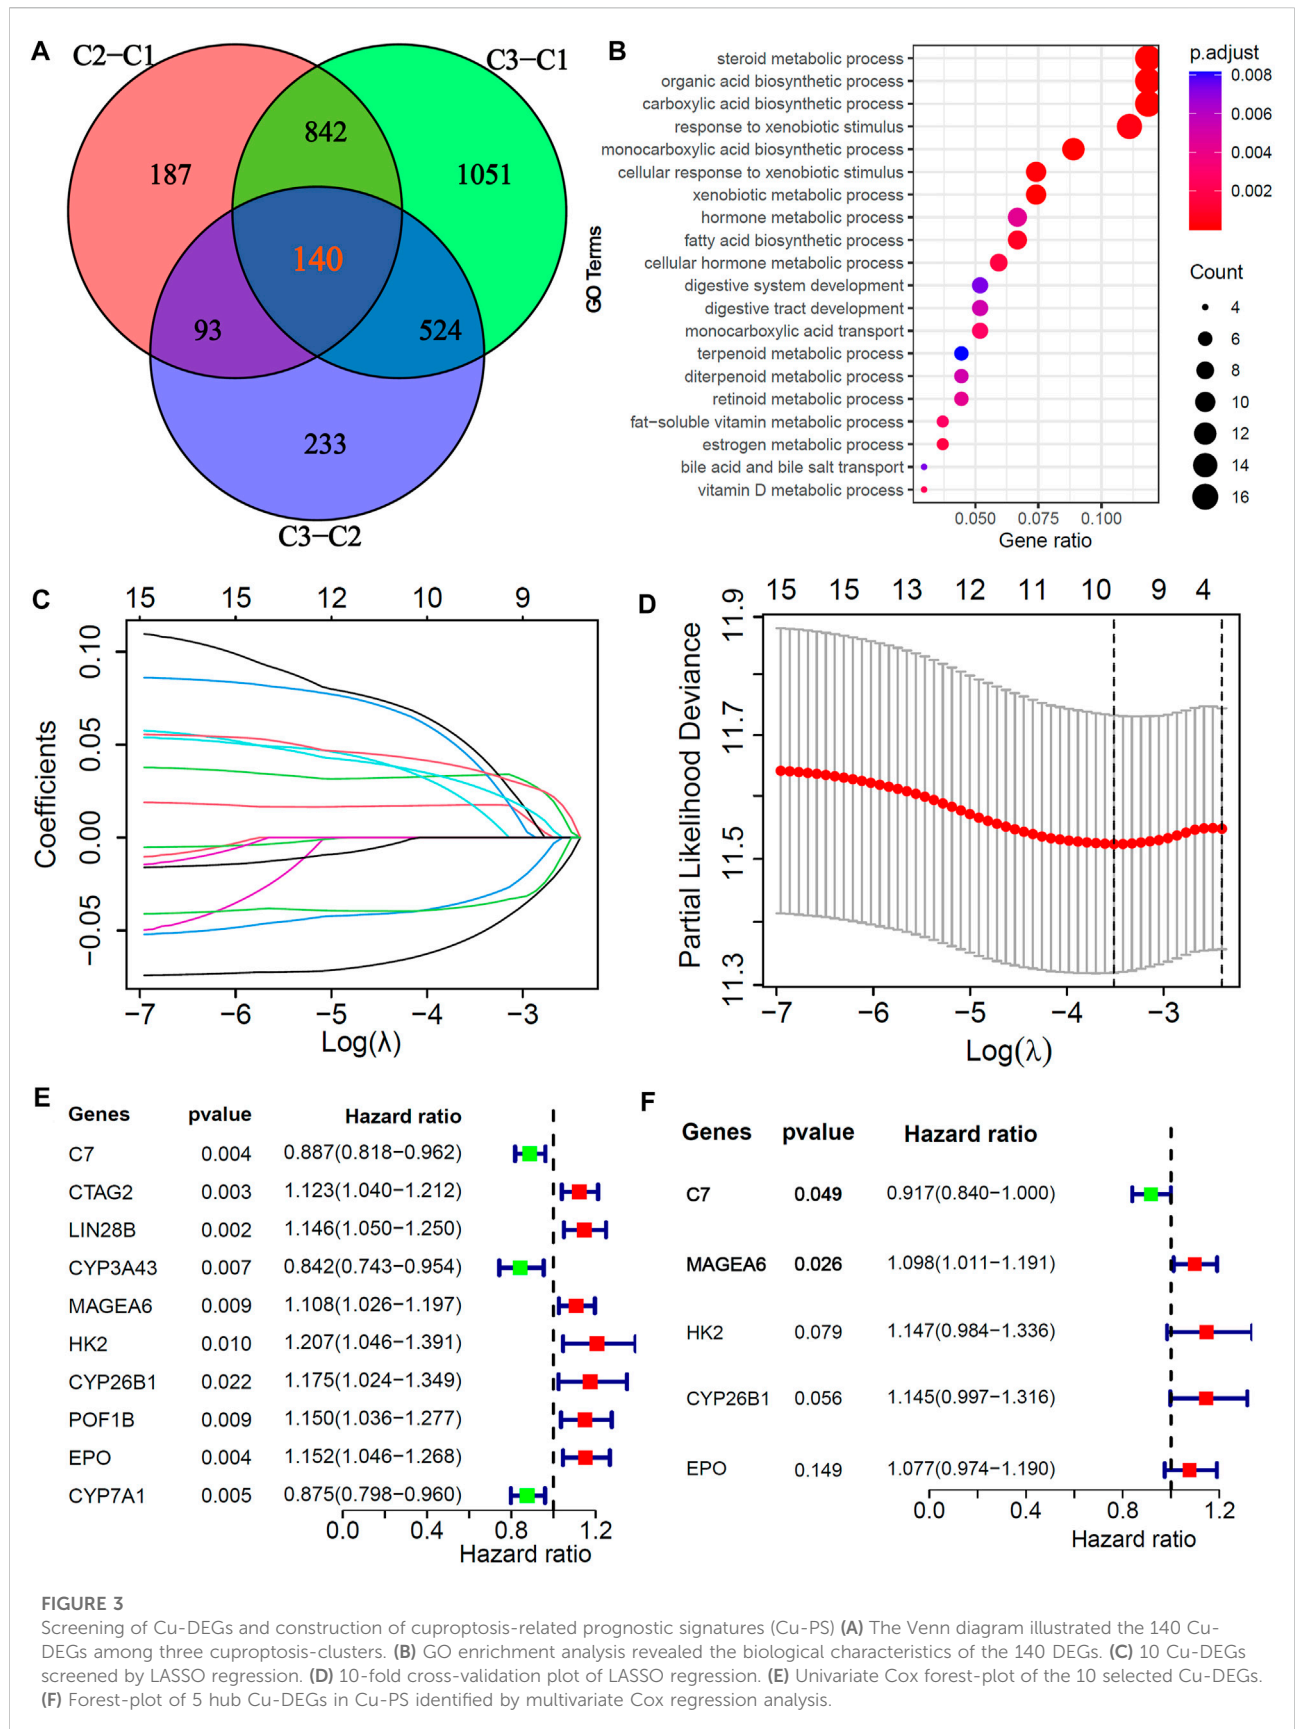 A
C2−C1
C3−C1
842
187
1051
140
93
524
233
C3−C2
B
GO Terms
steroid metabolic process
organic acid biosynthetic process
carboxylic acid biosynthetic process
response to xenobiotic stimulus
monocarboxylic acid biosynthetic process
cellular response to xenobiotic stimulus
xenobiotic metabolic process
hormone metabolic process
fatty acid biosynthetic process
cellular hormone metabolic process
digestive system development
digestive tract development
monocarboxylic acid transport
terpenoid metabolic process
diterpenoid metabolic process
retinoid metabolic process
fat−soluble vitamin metabolic process
estrogen metabolic process
bile acid and bile salt transport
vitamin D metabolic process
0.050 0.075 0.100
Gene ratio
p.adjust
0.008
0.006
0.004
0.002
Count
4
6
8
10
12
14
16
C
15 15 12 10 9
Coefficients
0.10
0.05
0.00
−0.05
−7 −6 −5 −4 −3
Log(λ)
D
15 15 13 12 11 10 9 4
Partial Likelihood Deviance
11.9
11.7
11.5
11.3
−7 −6 −5 −4 −3
Log(λ)
E
Genes pvalue Hazard ratio
C7 0.004 0.887(0.818−0.962)
CTAG2 0.003 1.123(1.040−1.212)
LIN28B 0.002 1.146(1.050−1.250)
CYP3A43 0.007 0.842(0.743−0.954)
MAGEA6 0.009 1.108(1.026−1.197)
HK2 0.010 1.207(1.046−1.391)
CYP26B1 0.022 1.175(1.024−1.349)
POF1B 0.009 1.150(1.036−1.277)
EPO 0.004 1.152(1.046−1.268)
CYP7A1 0.005 0.875(0.798−0.960)
0.0 0.4 0.8 1.2
Hazard ratio
F
Genes pvalue Hazard ratio
C7 0.049 0.917(0.840−1.000)
MAGEA6 0.026 1.098(1.011−1.191)
HK2 0.079 1.147(0.984−1.336)
CYP26B1 0.056 1.145(0.997−1.316)
EPO 0.149 1.077(0.974−1.190)
0.0 0.4 0.8 1.2
Hazard ratio
FIGURE 3
Screening of Cu-DEGs and construction of cuproptosis-related prognostic signatures (Cu-PS) (A) The Venn diagram illustrated the 140 Cu-
DEGs among three cuproptosis-clusters. (B) GO enrichment analysis revealed the biological characteristics of the 140 DEGs. (C) 10 Cu-DEGs
screened by LASSO regression. (D) 10-fold cross-validation plot of LASSO regression. (E) Univariate Cox forest-plot of the 10 selected Cu-DEGs.
(F) Forest-plot of 5 hub Cu-DEGs in Cu-PS identified by multivariate Cox regression analysis.